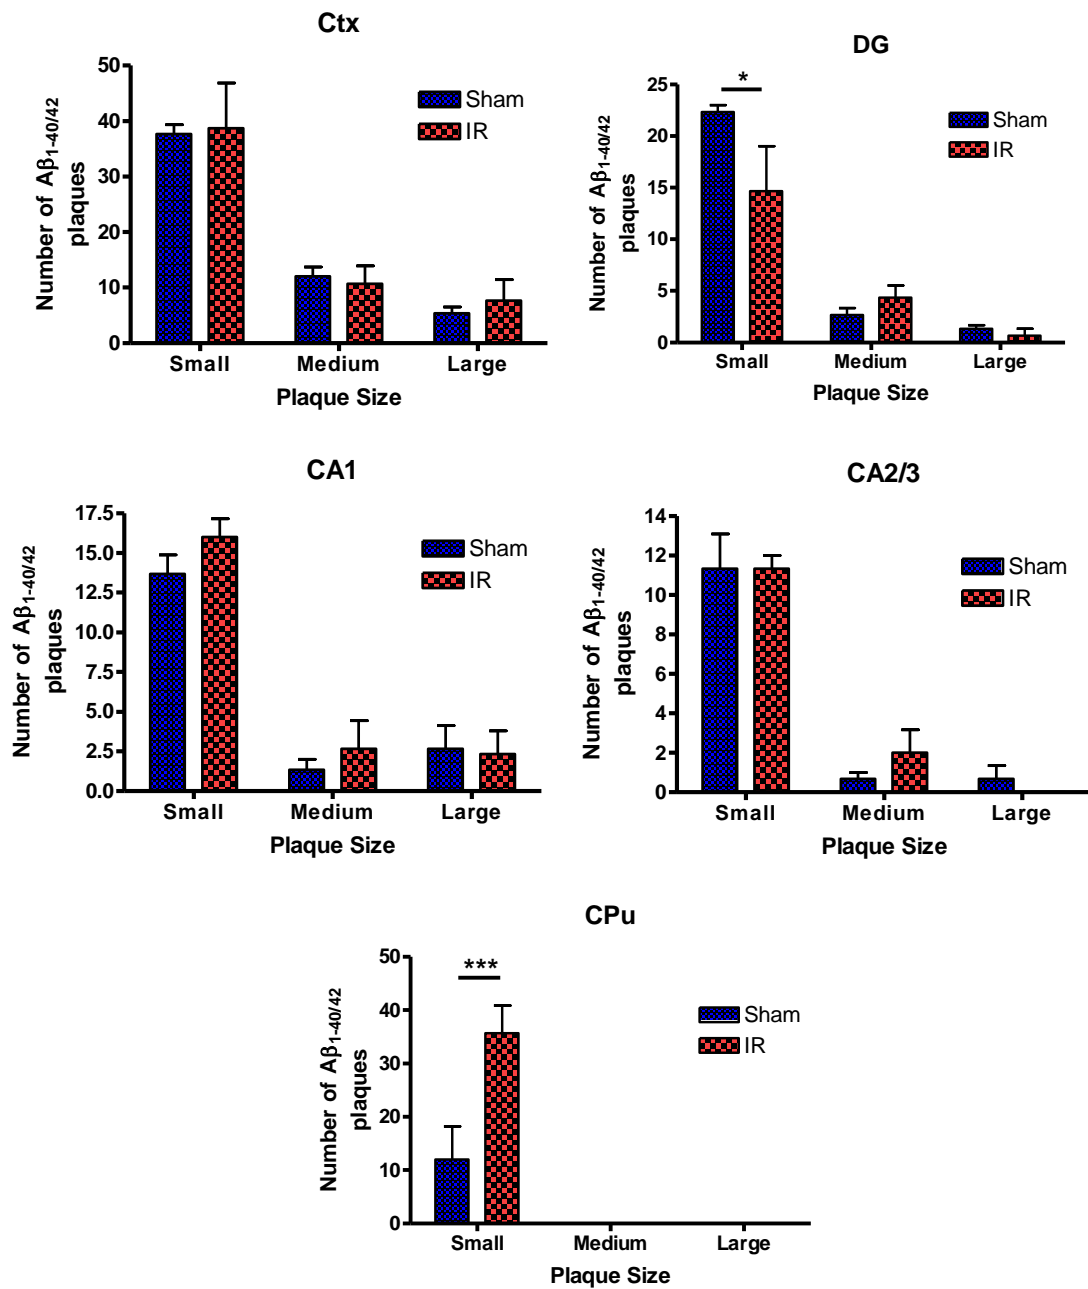 Ctx
Number of Aβ1-40/42
plaques
50
40
30
20
10
0
Sham
IR
Small Medium Large
Plaque Size
DG
Number of Aβ1-40/42
plaques
25
20
15
10
5
0
*
Sham
IR
Small Medium Large
Plaque Size
CA1
Number of Aβ1-40/42
plaques
17.5
15.0
12.5
10.0
7.5
5.0
2.5
0.0
Sham
IR
Small Medium Large
Plaque Size
CA2/3
Number of Aβ1-40/42
plaques
14
12
10
8
6
4
2
0
Sham
IR
Small Medium Large
Plaque Size
CPu
Number of Aβ1-40/42
plaques
50
40
30
20
10
0
***
Sham
IR
Small Medium Large
Plaque Size